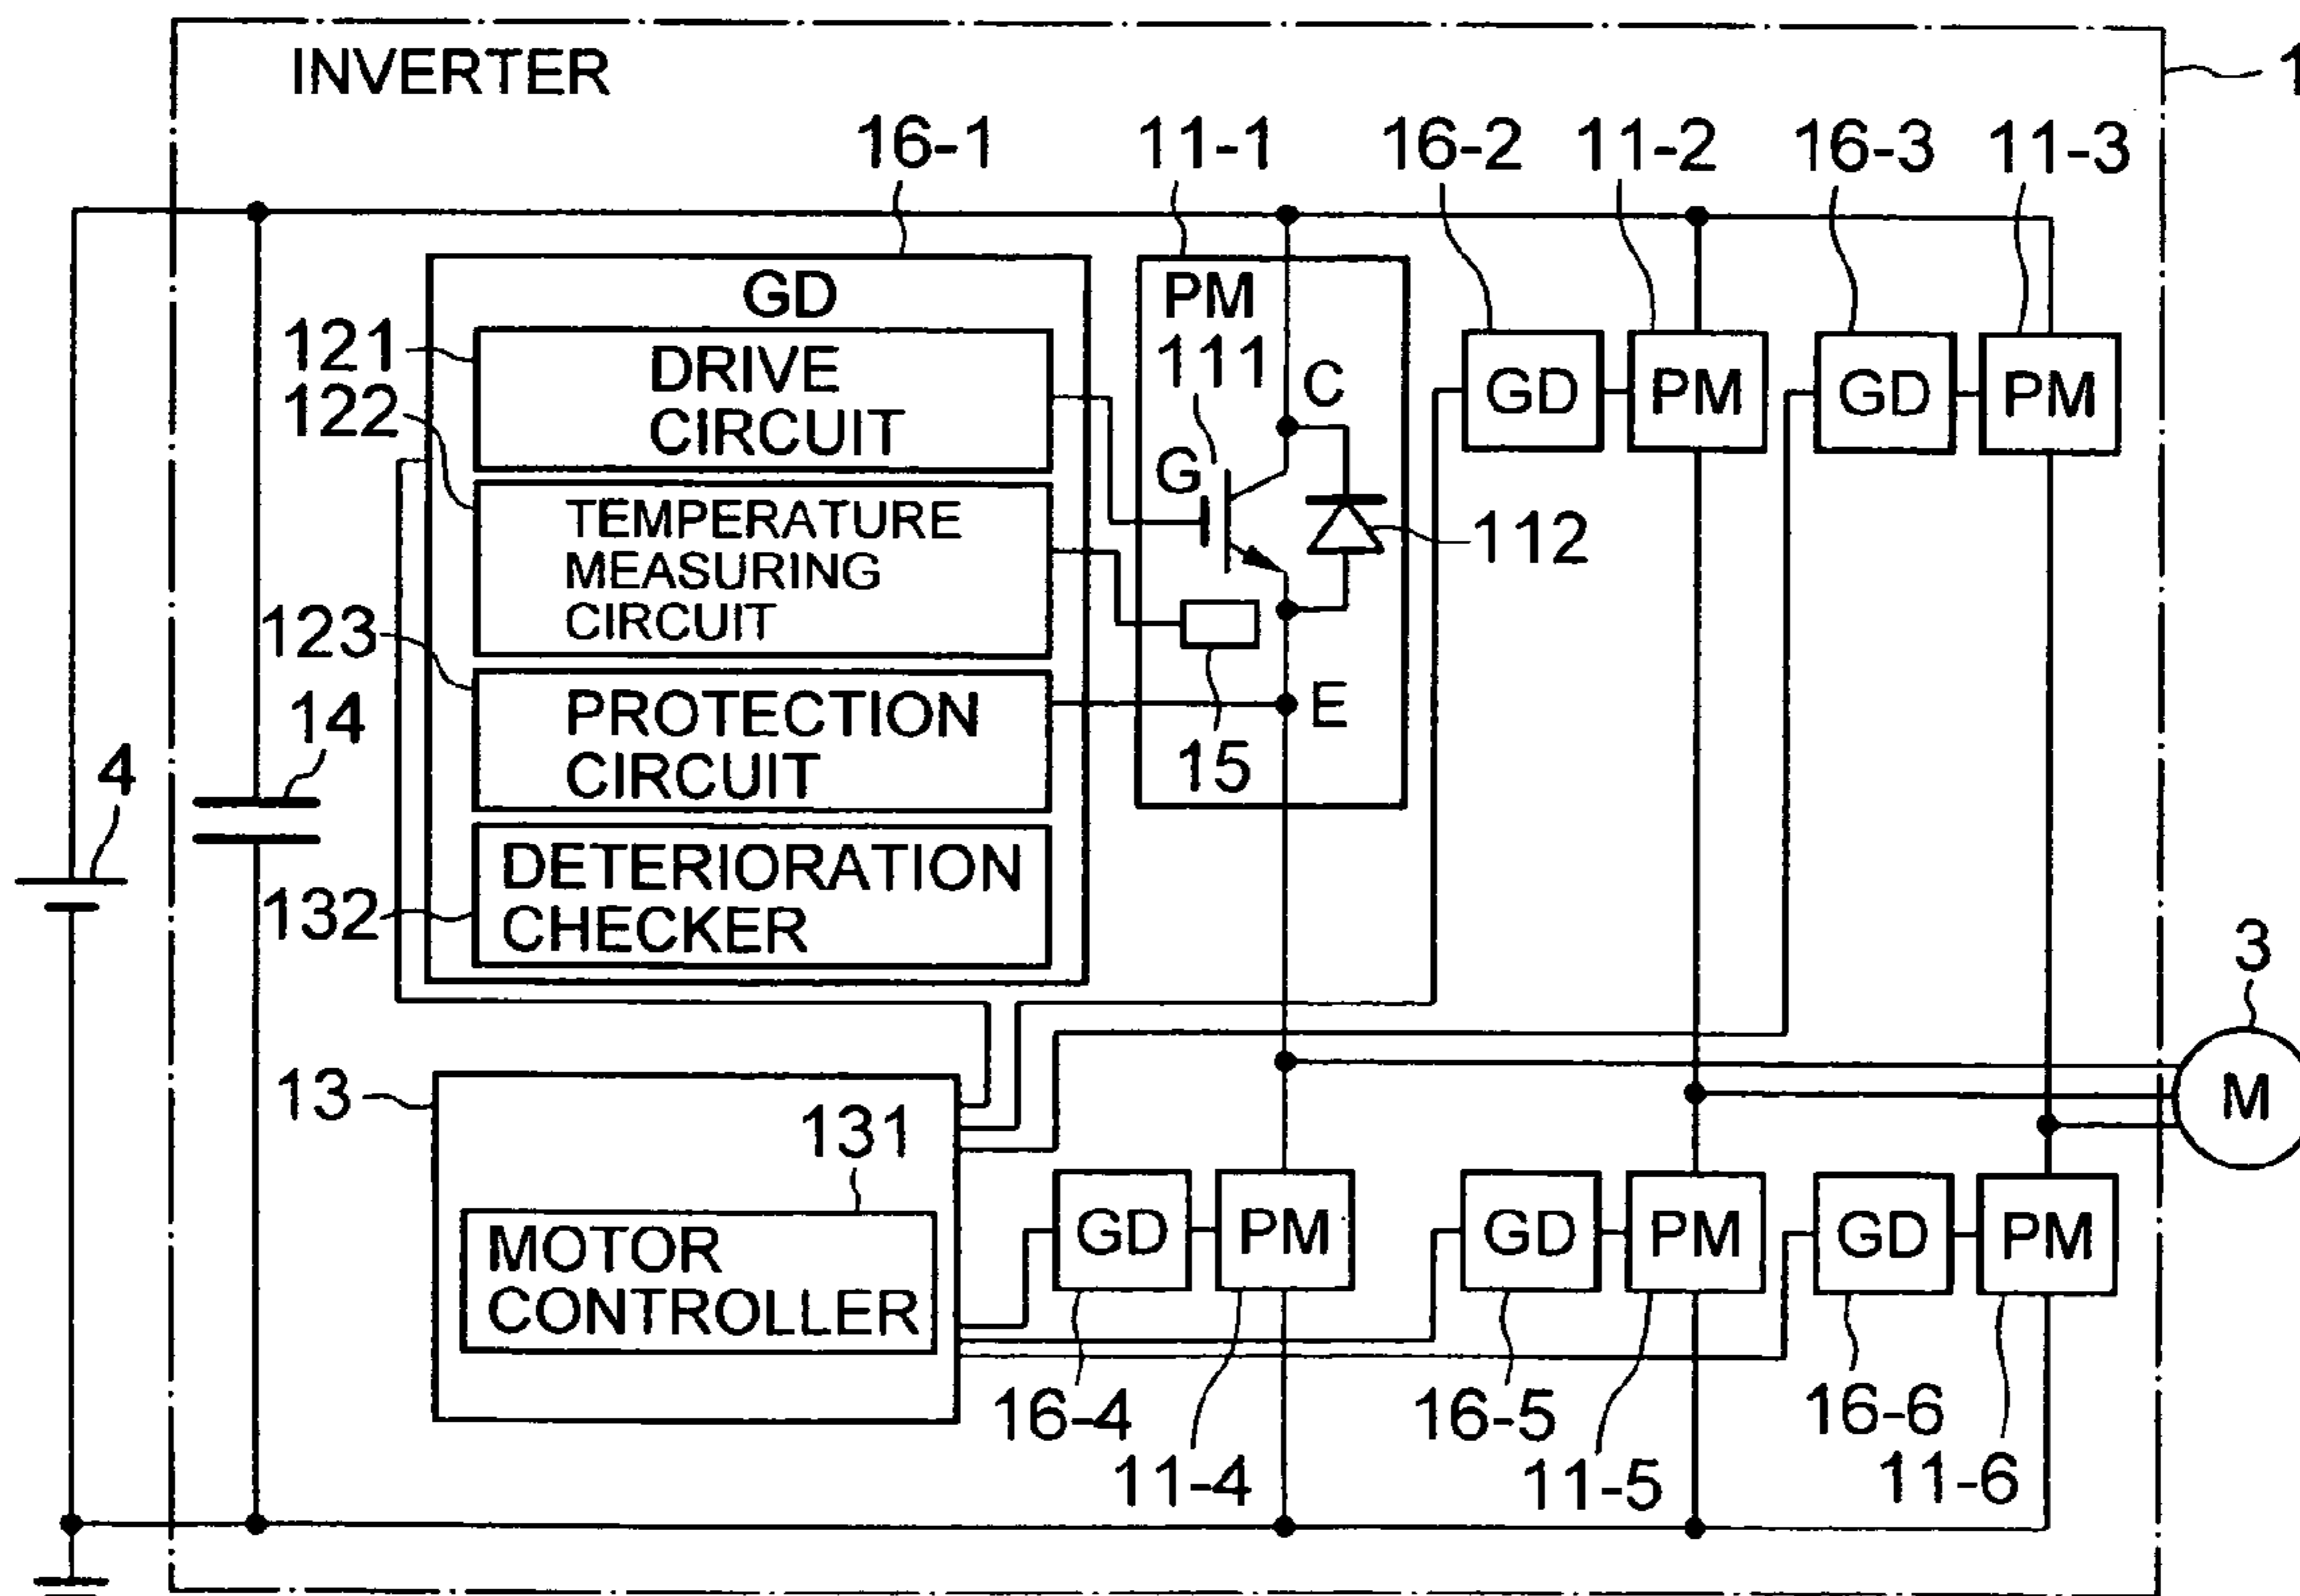 INVERTER
1
16-1
11-1
16-2
11-2
16-3
11-3
GD
PM
121
DRIVE
CIRCUIT
111
C
GD
PM
GD
PM
122
G
TEMPERATURE
MEASURING
CIRCUIT
112
123
PROTECTION
CIRCUIT
E
14
15
4
DETERIORATION
CHECKER
132
3
M
13
131
MOTOR
CONTROLLER
GD
PM
GD
PM
GD
PM
16-4
11-4
16-5
11-5
16-6
11-6